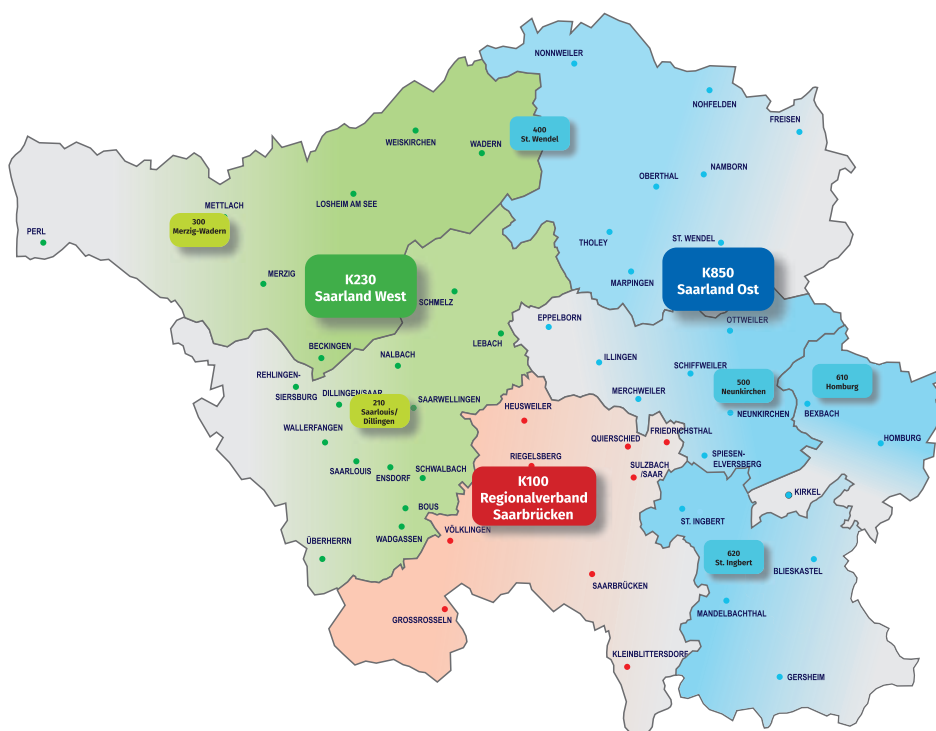 NONNWEILER
NOHFELDEN
FREISEN
WEISKIRCHEN
WADERN
400
St. Wendel
OBERTHAL
NAMBORN
LOSHEIM AM SEE
METTLACH
300
Merzig-Wadern
PERL
THOLEY
ST. WENDEL
MERZIG
K230
Saarland West
SCHMELZ
MARPINGEN
K850
Saarland Ost
EPPELBORN
OTTWEILER
BECKINGEN
NALBACH
LEBACH
ILLINGEN
SCHIFFWEILER
REHLINGEN-
SIERSBURG
DILLINGEN/SAAR
210
Saarlouis/
Dillingen
SAARWELLINGEN
HEUSWEILER
MERCHWEILER
500
Neunkirchen
610
Homburg
NEUNKIRCHEN
BEXBACH
WALLERFANGEN
QUIERSCHIED
FRIEDRICHSTHAL
HOMBURG
SAARLOUIS
ENSDORF
SCHWALBACH
RIEGELSBERG
SULZBACH
/SAAR
SPIESEN-
ELVERSBERG
K100
Regionalverband
Saarbrücken
KIRKEL
BOUS
ST. INGBERT
WADGASSEN
VÖLKLINGEN
ÜBERHERRN
620
St. Ingbert
BLIESKASTEL
SAARBRÜCKEN
MANDELBACHTHAL
GROSSROSSELN
KLEINBLITTERSDORF
GERSHEIM